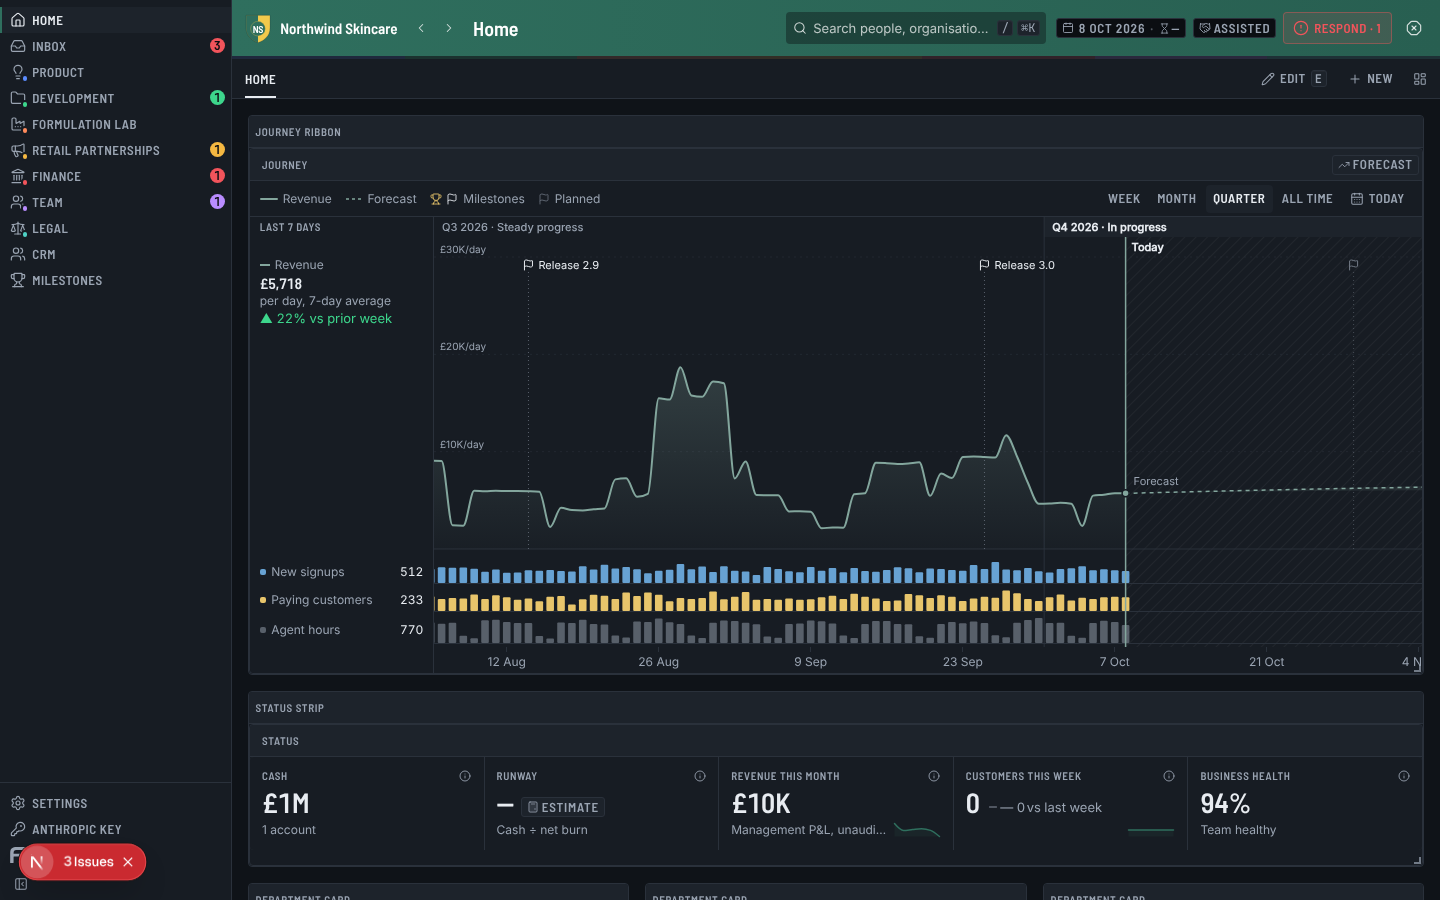 HOME
INBOX 3
PRODUCT
DEVELOPMENT 1
FORMULATION LAB
RETAIL PARTNERSHIPS 1
FINANCE 1
TEAM 1
LEGAL
CRM
MILESTONES
SETTINGS
ANTHROPIC KEY
N 3 Issues
NS Northwind Skincare Home
Search people, organisatio... / ⌘K
8 OCT 2026 · –
ASSISTED
RESPOND · 1
HOME
EDIT E
NEW
JOURNEY RIBBON
JOURNEY
FORECAST
Revenue Forecast Milestones Planned
WEEK MONTH QUARTER ALL TIME TODAY
LAST 7 DAYS
Q3 2026 · Steady progress
Q4 2026 · In progress
Today
£30K/day
Revenue
£5,718
per day, 7-day average
▲ 22% vs prior week
Release 2.9
Release 3.0
£20K/day
£10K/day
Forecast
New signups 512
Paying customers 233
Agent hours 770
12 Aug 26 Aug 9 Sep 23 Sep 7 Oct 21 Oct 4 N
STATUS STRIP
STATUS
CASH
£1M
1 account
RUNWAY
– ESTIMATE
Cash ÷ net burn
REVENUE THIS MONTH
£10K
Management P&L, unaudi...
CUSTOMERS THIS WEEK
0 – — 0 vs last week
BUSINESS HEALTH
94%
Team healthy
DEPARTMENT CARD
DEPARTMENT CARD
DEPARTMENT CARD